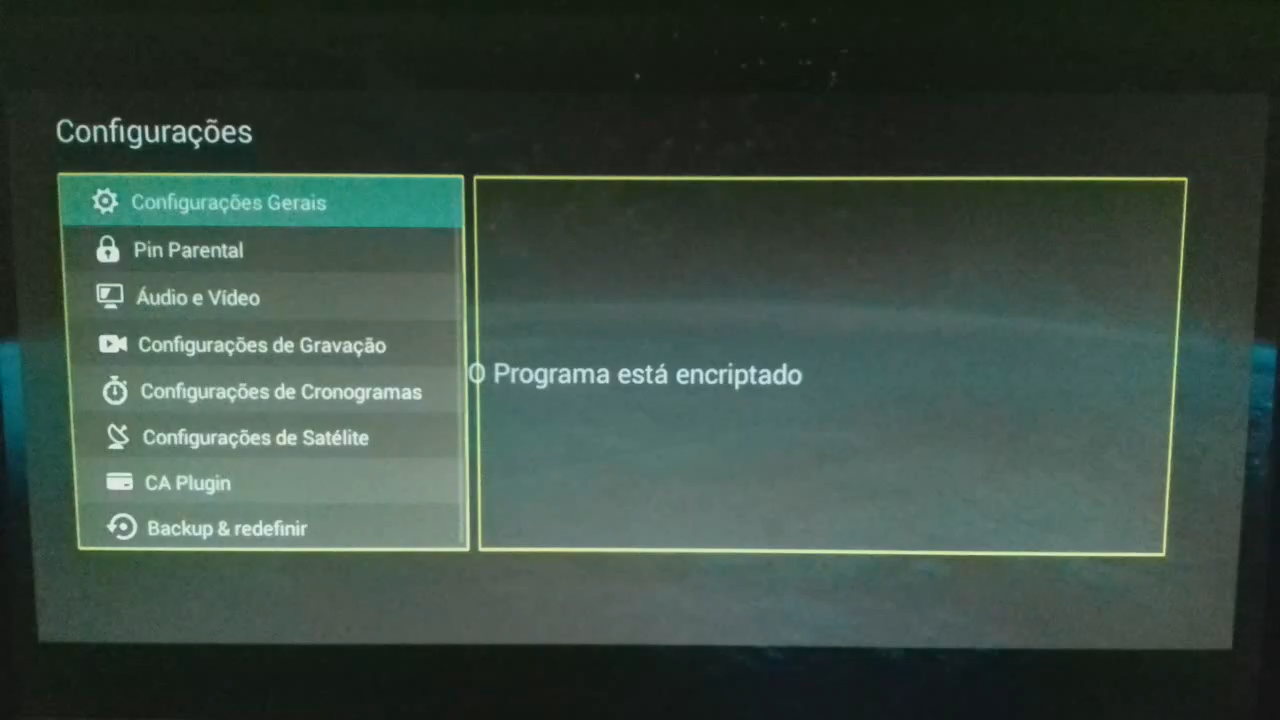 Configurações
Configurações Gerais
Pin Parental
Áudio e Vídeo
Configurações de Gravação
Configurações de Cronogramas
Configurações de Satélite
CA Plugin
Backup & redefinir
O Programa está encriptado